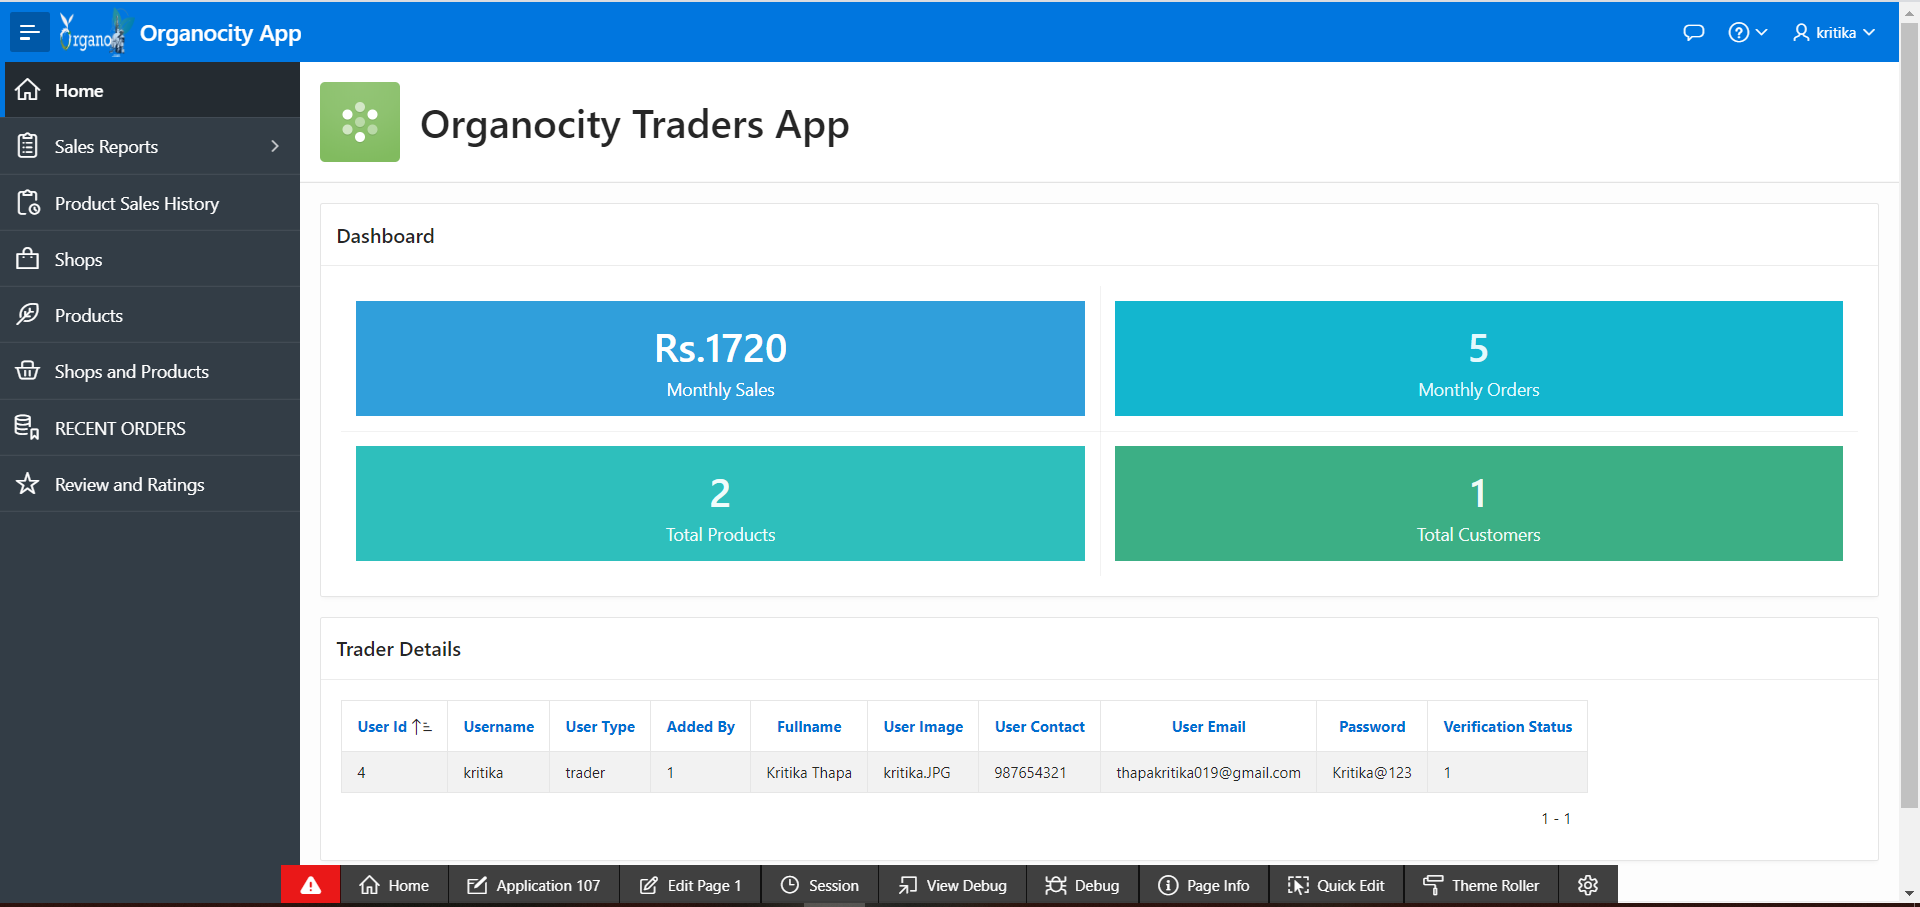 Organo
Organocity App
kritika
Home
Sales Reports
Product Sales History
Shops
Products
Shops and Products
RECENT ORDERS
Review and Ratings
Organocity Traders App
Dashboard
Rs.1720
Monthly Sales
5
Monthly Orders
2
Total Products
1
Total Customers
Trader Details
User Id Username User Type Added By Fullname User Image User Contact User Email Password Verification Status
4 kritika trader 1 Kritika Thapa kritika.JPG 987654321 thapakritika019@gmail.com Kritika@123 1
1 - 1
Home Application 107 Edit Page 1 Session View Debug Debug Page Info Quick Edit Theme Roller